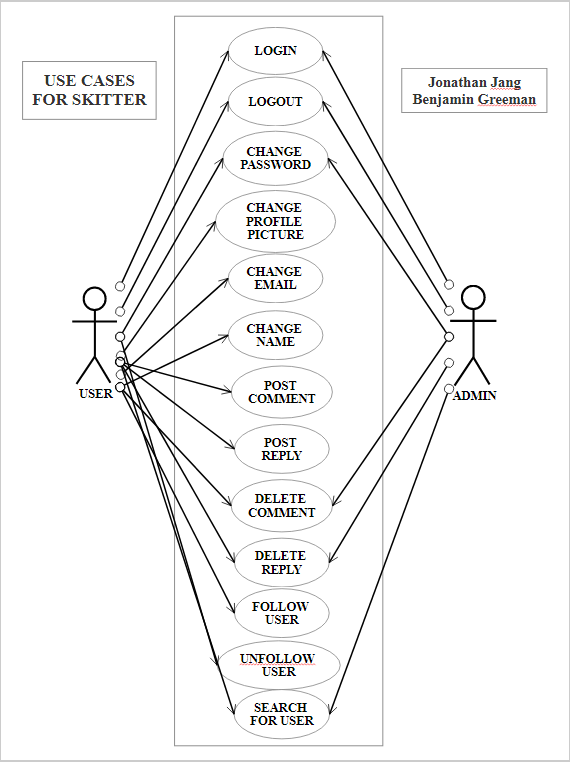 USE CASES
FOR SKITTER
Jonathan Jang
Benjamin Greeman
LOGIN
LOGOUT
CHANGE
PASSWORD
CHANGE
PROFILE
PICTURE
CHANGE
EMAIL
CHANGE
NAME
POST
COMMENT
POST
REPLY
DELETE
COMMENT
DELETE
REPLY
FOLLOW
USER
UNFOLLOW
USER
SEARCH
FOR USER
USER
ADMIN